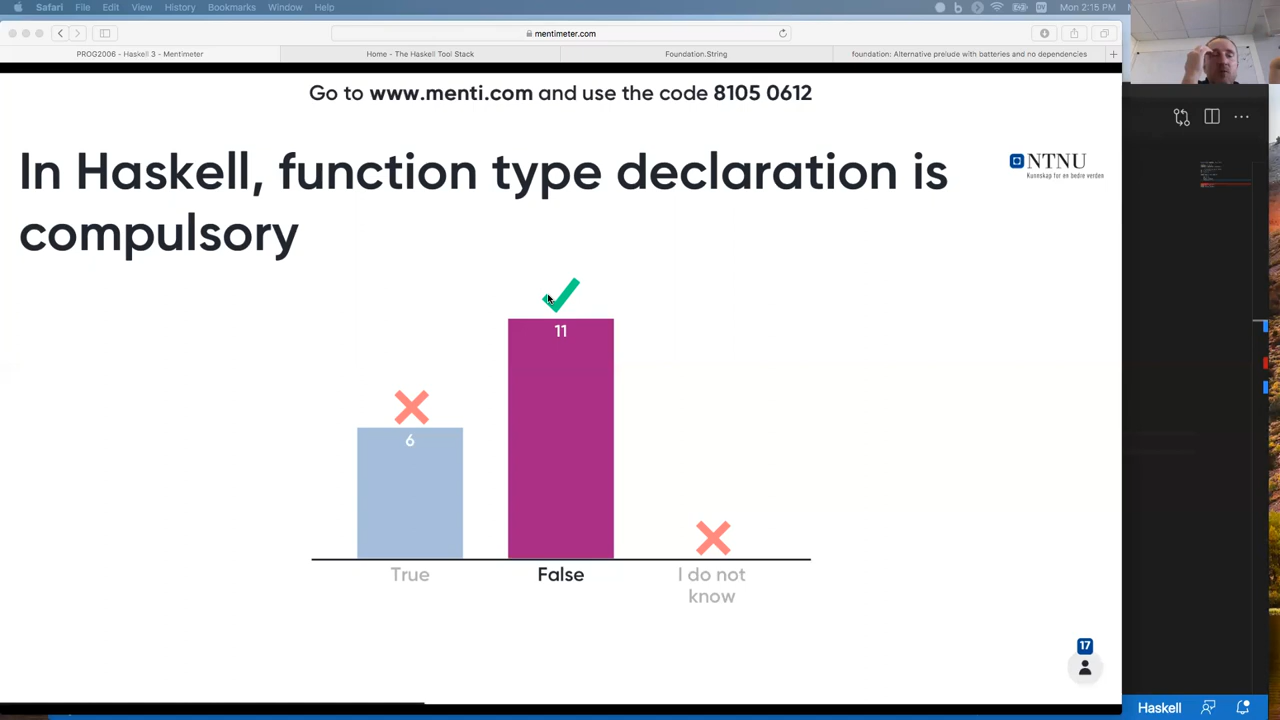 Safari File Edit View History Bookmarks Window Help Mon 2:15 PM
mentimeter.com
PROG2006 - Haskell 3 - Mentimeter Home - The Haskell Tool Stack Foundation.String foundation: Alternative prelude with batteries and no dependencies
Go to www.menti.com and use the code 8105 0612
In Haskell, function type declaration is
compulsory
NTNU
Kunnskap for en bedre verden
11
6
True False I do not
know
17
Haskell